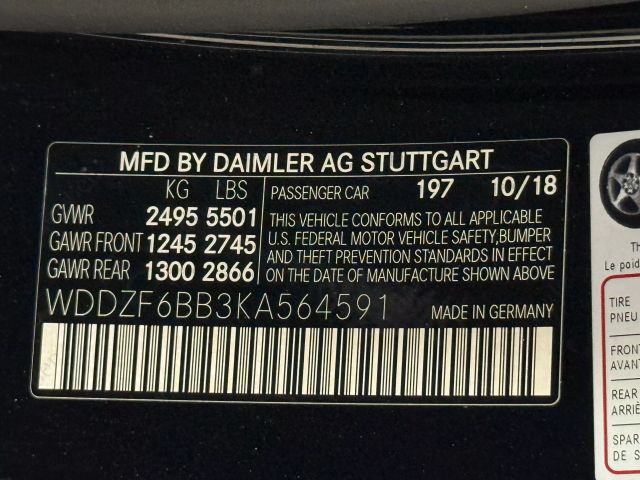 MFD BY DAIMLER AG STUTTGART
KG LBS
GVWR 2495 5501
GAWR FRONT 1245 2745
GAWR REAR 1300 2866
PASSENGER CAR 197 10/18
THIS VEHICLE CONFORMS TO ALL APPLICABLE
U.S. FEDERAL MOTOR VEHICLE SAFETY,BUMPER
AND THEFT PREVENTION STANDARDS IN EFFECT
ON THE DATE OF MANUFACTURE SHOWN ABOVE
WDDZF6BB3KA564591 MADE IN GERMANY
Th
Le poid
TIRE
PNEU
FRONT
AVANT
REAR
ARRIÈ
SPAR
DE S